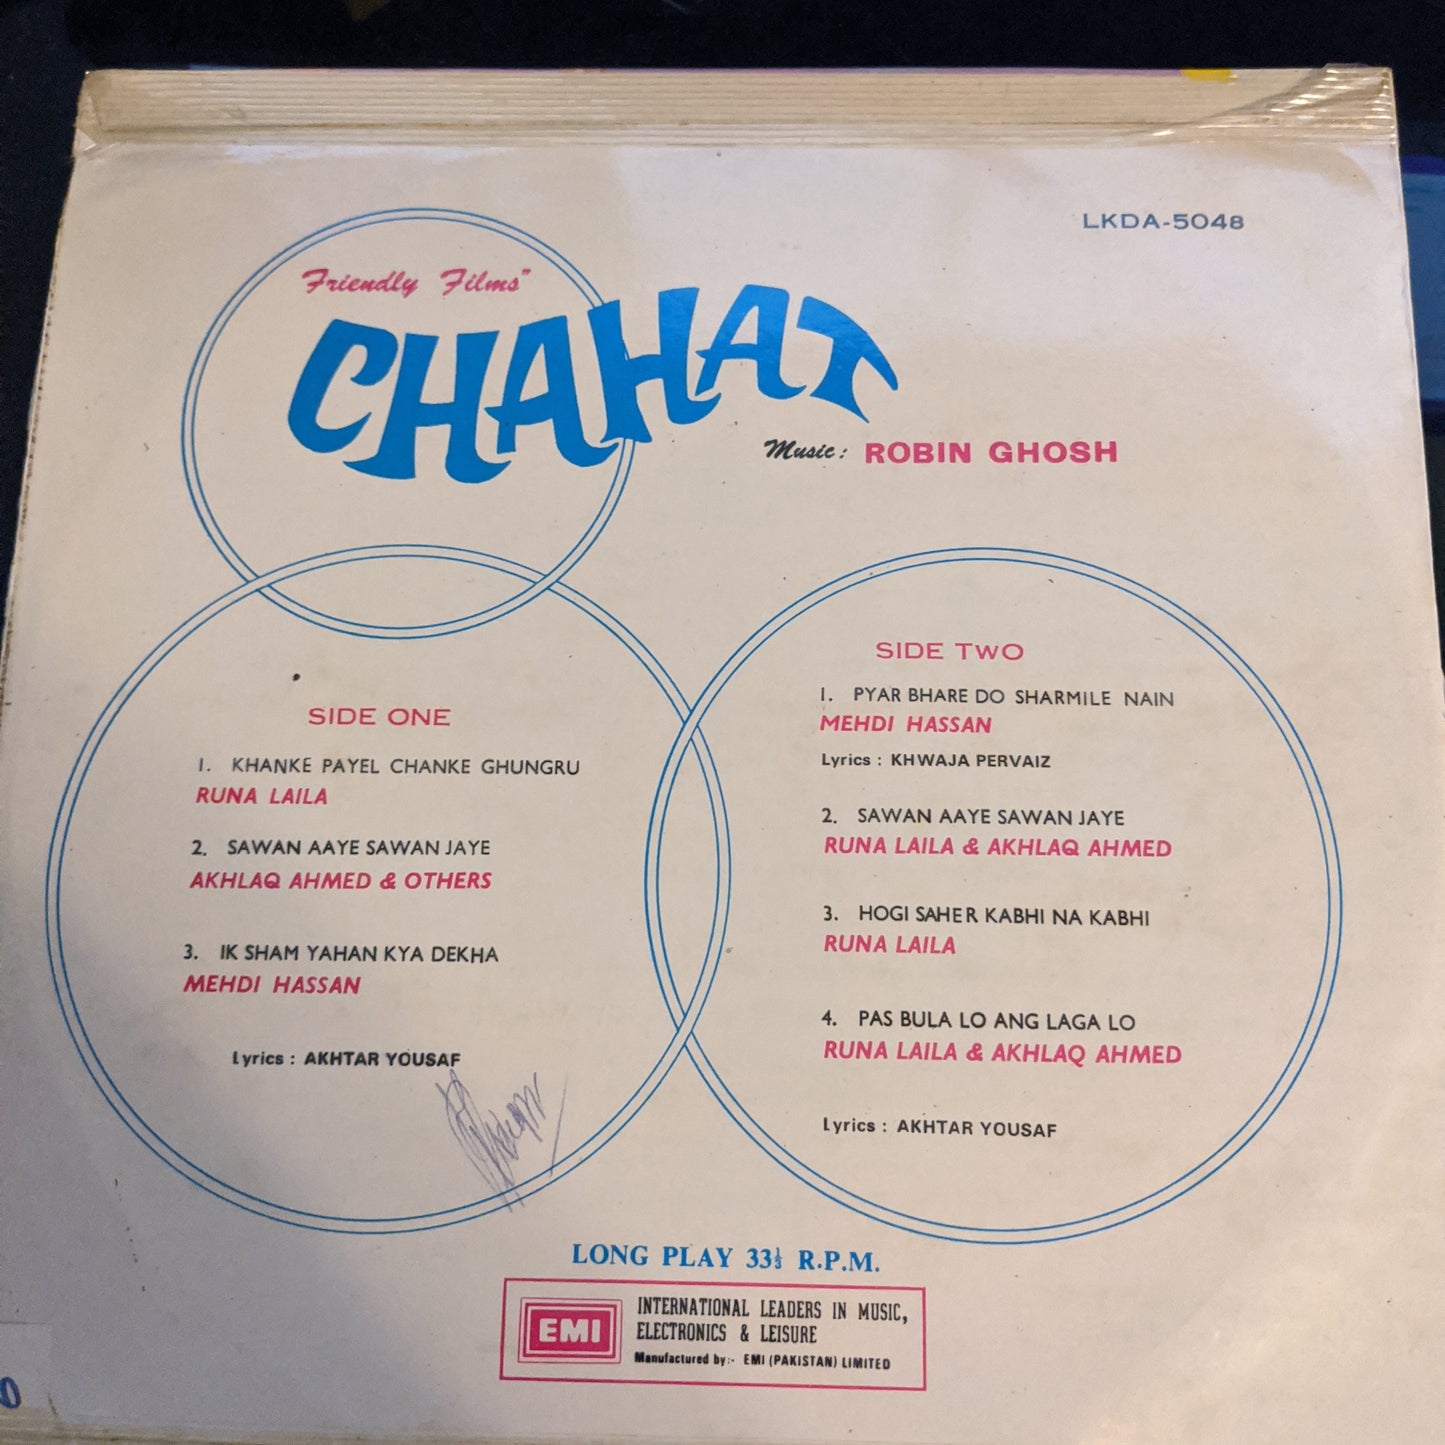 LKDA-5048
Friendly Films"
CHAHAT
Music: ROBIN GHOSH
SIDE ONE
1. KHANKE PAYEL CHANKE GHUNGRU
RUNA LAILA
2. SAWAN AAYE SAWAN JAYE
AKHLAQ AHMED & OTHERS
3. IK SHAM YAHAN KYA DEKHA
MEHDI HASSAN
Lyrics : AKHTAR YOUSAF
SIDE TWO
1. PYAR BHARE DO SHARMILE NAIN
MEHDI HASSAN
Lyrics : KHWAJA PERVAIZ
2. SAWAN AAYE SAWAN JAYE
RUNA LAILA & AKHLAQ AHMED
3. HOGI SAHER KABHI NA KABHI
RUNA LAILA
4. PAS BULA LO ANG LAGA LO
RUNA LAILA & AKHLAQ AHMED
Lyrics : AKHTAR YOUSAF
LONG PLAY 33⅓ R.P.M.
EMI
INTERNATIONAL LEADERS IN MUSIC,
ELECTRONICS & LEISURE
Manufactured by:- EMI (PAKISTAN) LIMITED